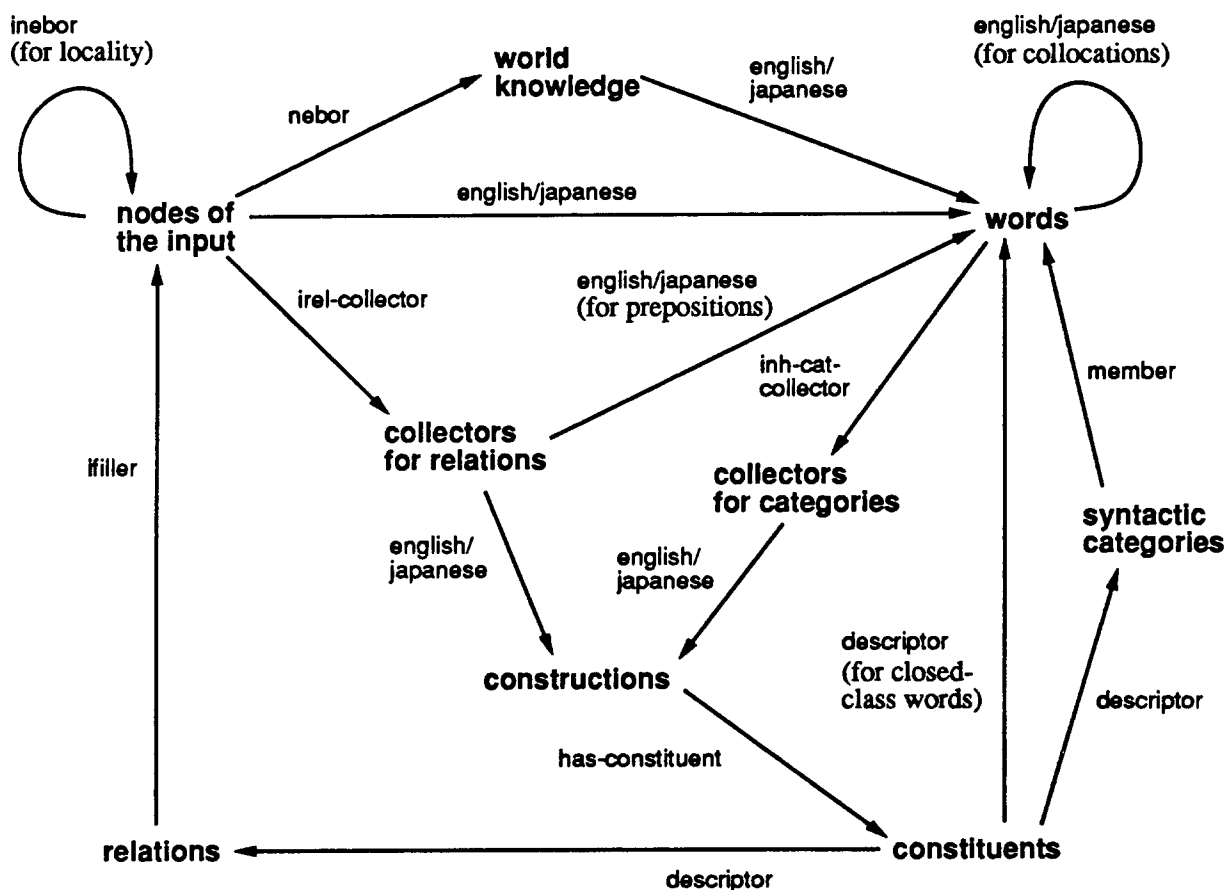 inebor
(for locality)
english/japanese
(for collocations)
world
knowledge
english/
japanese
nebor
english/japanese
nodes of
the input
words
english/japanese
(for prepositions)
irel-collector
inh-cat-
collector
member
collectors
for relations
collectors
for categories
ifiller
syntactic
categories
english/
japanese
english/
japanese
constructions
descriptor
(for closed-
class words)
descriptor
has-constituent
relations
constituents
descriptor